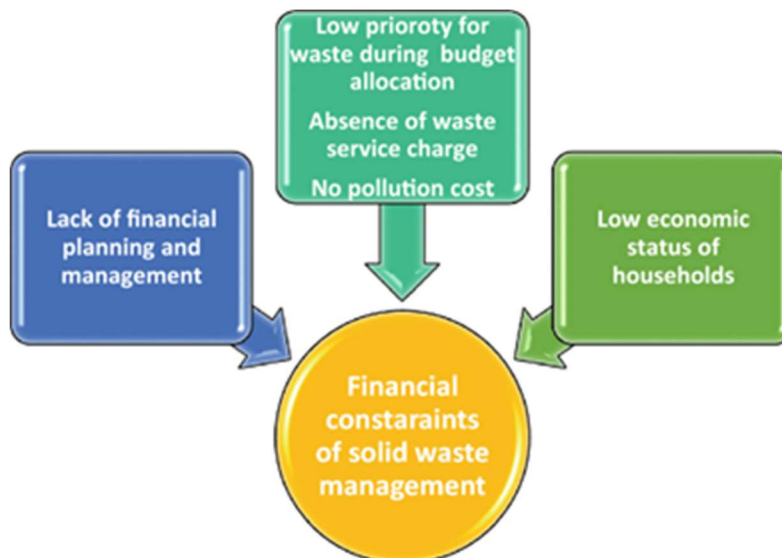 Low prioroty for
waste during budget
allocation
Absence of waste
service charge
No pollution cost
Lack of financial
planning and
management
Low economic
status of
households
Financial
constaraints
of solid waste
management